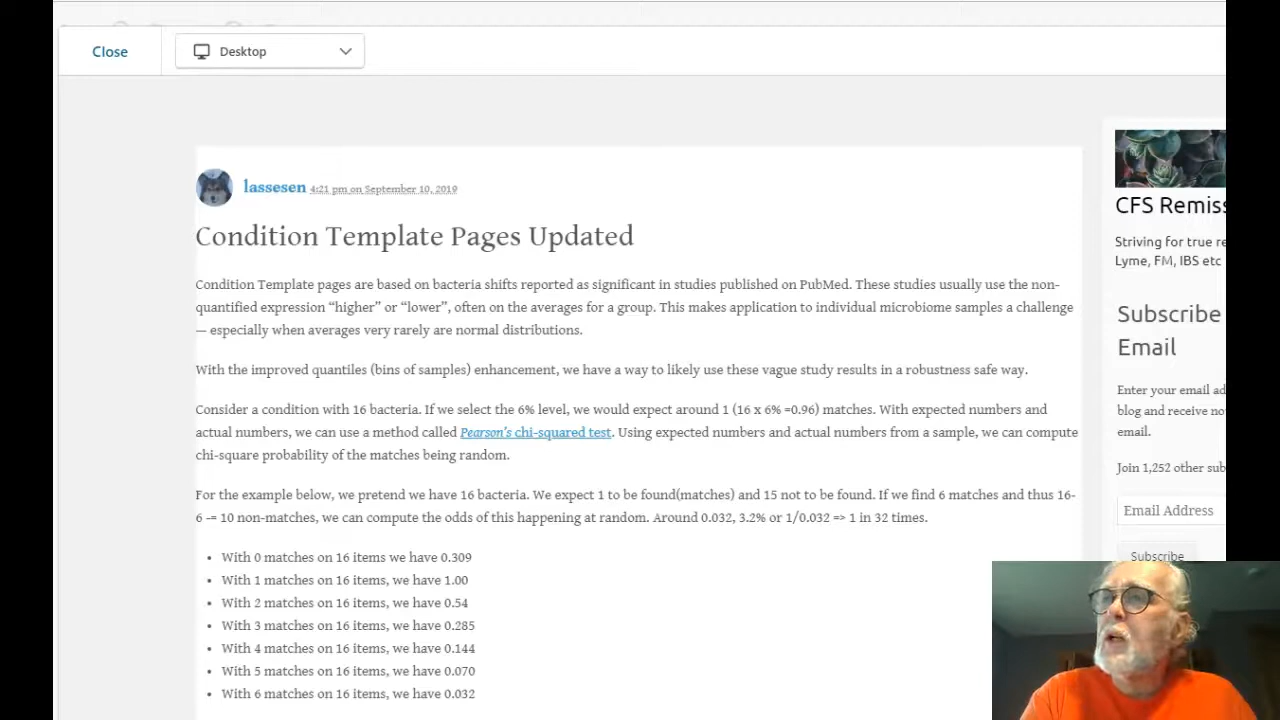 Close
Desktop
lassesen 4:21 pm on September 10, 2019
Condition Template Pages Updated
Condition Template pages are based on bacteria shifts reported as significant in studies published on PubMed. These studies usually use the non-
quantified expression “higher” or “lower”, often on the averages for a group. This makes application to individual microbiome samples a challenge
— especially when averages very rarely are normal distributions.
With the improved quantiles (bins of samples) enhancement, we have a way to likely use these vague study results in a robustness safe way.
Consider a condition with 16 bacteria. If we select the 6% level, we would expect around 1 (16 x 6% =0.96) matches. With expected numbers and
actual numbers, we can use a method called Pearson’s chi-squared test. Using expected numbers and actual numbers from a sample, we can compute
chi-square probability of the matches being random.
For the example below, we pretend we have 16 bacteria. We expect 1 to be found(matches) and 15 not to be found. If we find 6 matches and thus 16-
6 -= 10 non-matches, we can compute the odds of this happening at random. Around 0.032, 3.2% or 1/0.032 => 1 in 32 times.
• With 0 matches on 16 items we have 0.309
• With 1 matches on 16 items, we have 1.00
• With 2 matches on 16 items, we have 0.54
• With 3 matches on 16 items, we have 0.285
• With 4 matches on 16 items, we have 0.144
• With 5 matches on 16 items, we have 0.070
• With 6 matches on 16 items, we have 0.032
CFS Remiss
Striving for true re
Lyme, FM, IBS etc
Subscribe
Email
Enter your email ad
blog and receive no
email.
Join 1,252 other sub
Email Address
Subscribe